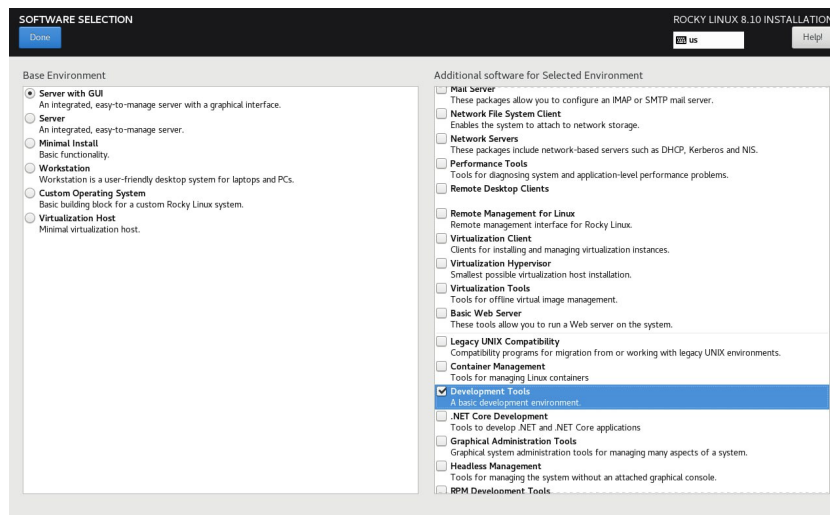 SOFTWARE SELECTION
Done
ROCKY LINUX 8.10 INSTALLATION
us
Help!
Base Environment
Server with GUI
An integrated, easy-to-manage server with a graphical interface.
Server
An integrated, easy-to-manage server.
Minimal Install
Basic functionality.
Workstation
Workstation is a user-friendly desktop system for laptops and PCs.
Custom Operating System
Basic building block for a custom Rocky Linux system.
Virtualization Host
Minimal virtualization host.
Additional software for Selected Environment
Mail Server
These packages allow you to configure an IMAP or SMTP mail server.
Network File System Client
Enables the system to attach to network storage.
Network Servers
These packages include network-based servers such as DHCP, Kerberos and NIS.
Performance Tools
Tools for diagnosing system and application-level performance problems.
Remote Desktop Clients
Remote Management for Linux
Remote management interface for Rocky Linux.
Virtualization Client
Clients for installing and managing virtualization instances.
Virtualization Hypervisor
Smallest possible virtualization host installation.
Virtualization Tools
Tools for offline virtual image management.
Basic Web Server
These tools allow you to run a Web server on the system.
Legacy UNIX Compatibility
Compatibility programs for migration from or working with legacy UNIX environments.
Container Management
Tools for managing Linux containers
Development Tools
A basic development environment.
.NET Core Development
Tools to develop .NET and .NET Core applications
Graphical Administration Tools
Graphical system administration tools for managing many aspects of a system.
Headless Management
Tools for managing the system without an attached graphical console.
RPM Development Tools